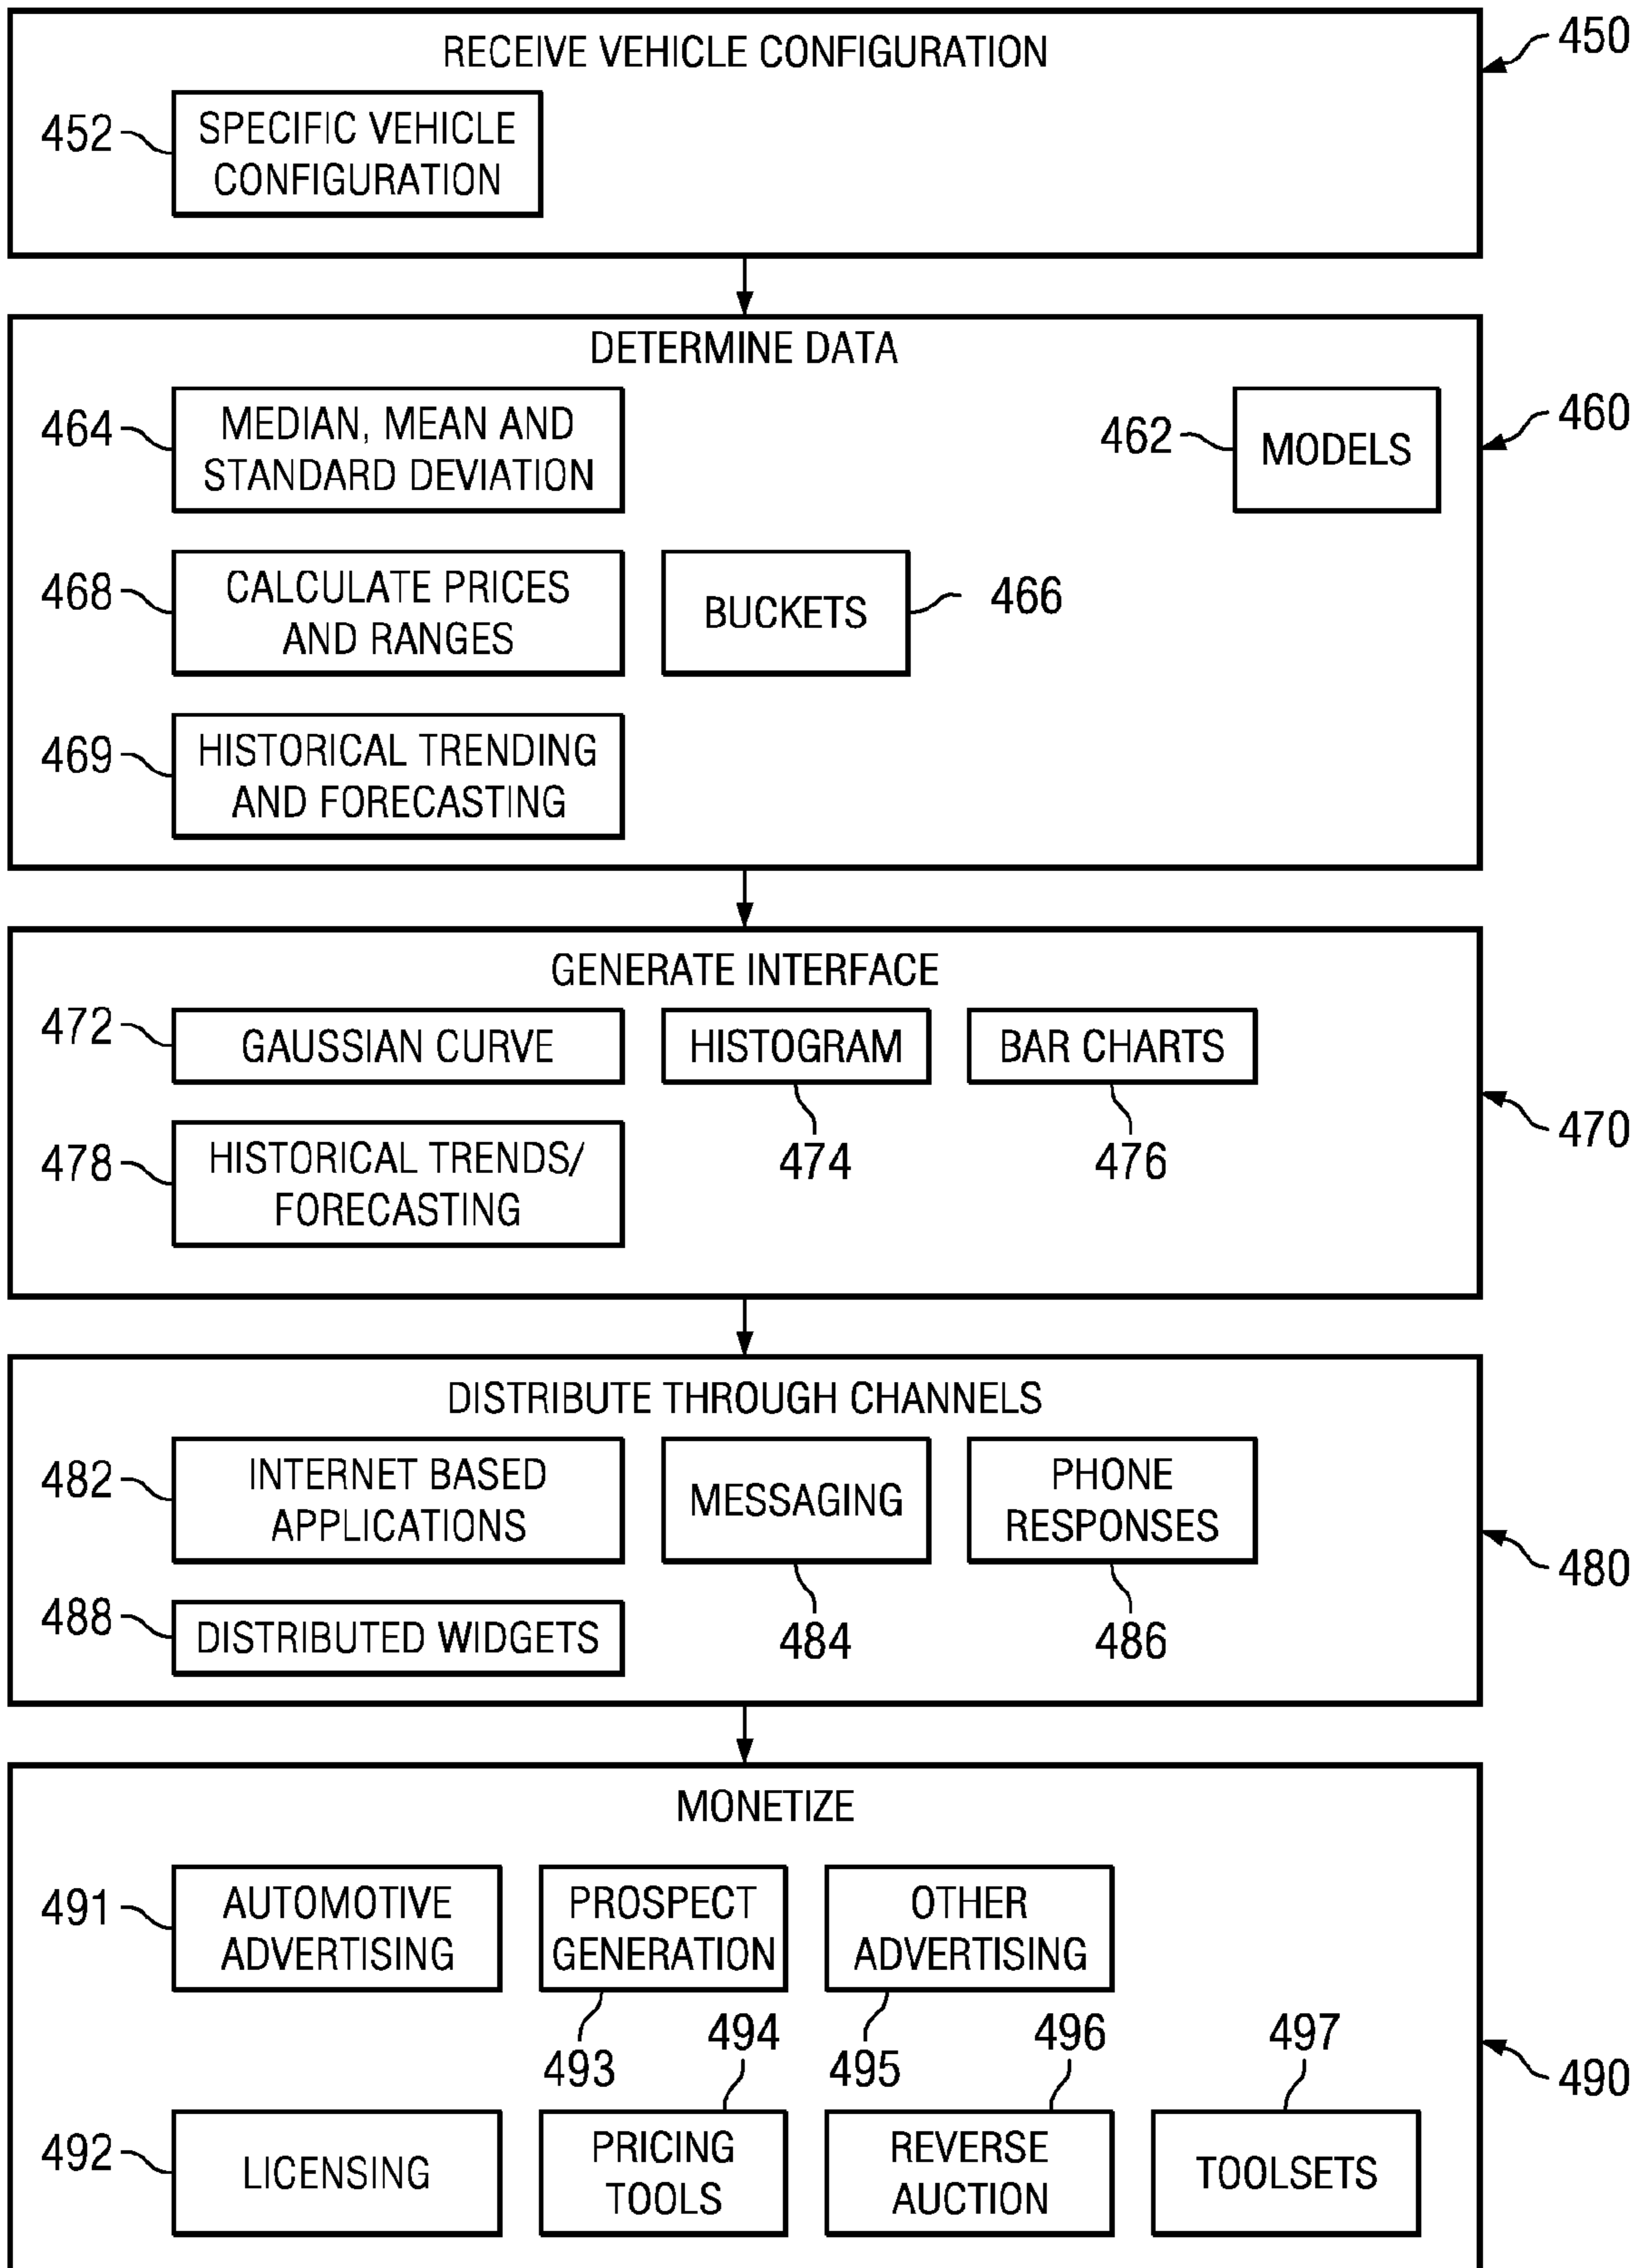 RECEIVE VEHICLE CONFIGURATION
450
452
SPECIFIC VEHICLE
CONFIGURATION
DETERMINE DATA
460
464
MEDIAN, MEAN AND
STANDARD DEVIATION
462
MODELS
468
CALCULATE PRICES
AND RANGES
BUCKETS
466
469
HISTORICAL TRENDING
AND FORECASTING
GENERATE INTERFACE
470
472
GAUSSIAN CURVE
HISTOGRAM
BAR CHARTS
474
476
478
HISTORICAL TRENDS/
FORECASTING
DISTRIBUTE THROUGH CHANNELS
480
482
INTERNET BASED
APPLICATIONS
MESSAGING
PHONE
RESPONSES
484
486
488
DISTRIBUTED WIDGETS
MONETIZE
490
491
AUTOMOTIVE
ADVERTISING
PROSPECT
GENERATION
OTHER
ADVERTISING
493
494
495
496
497
492
LICENSING
PRICING
TOOLS
REVERSE
AUCTION
TOOLSETS